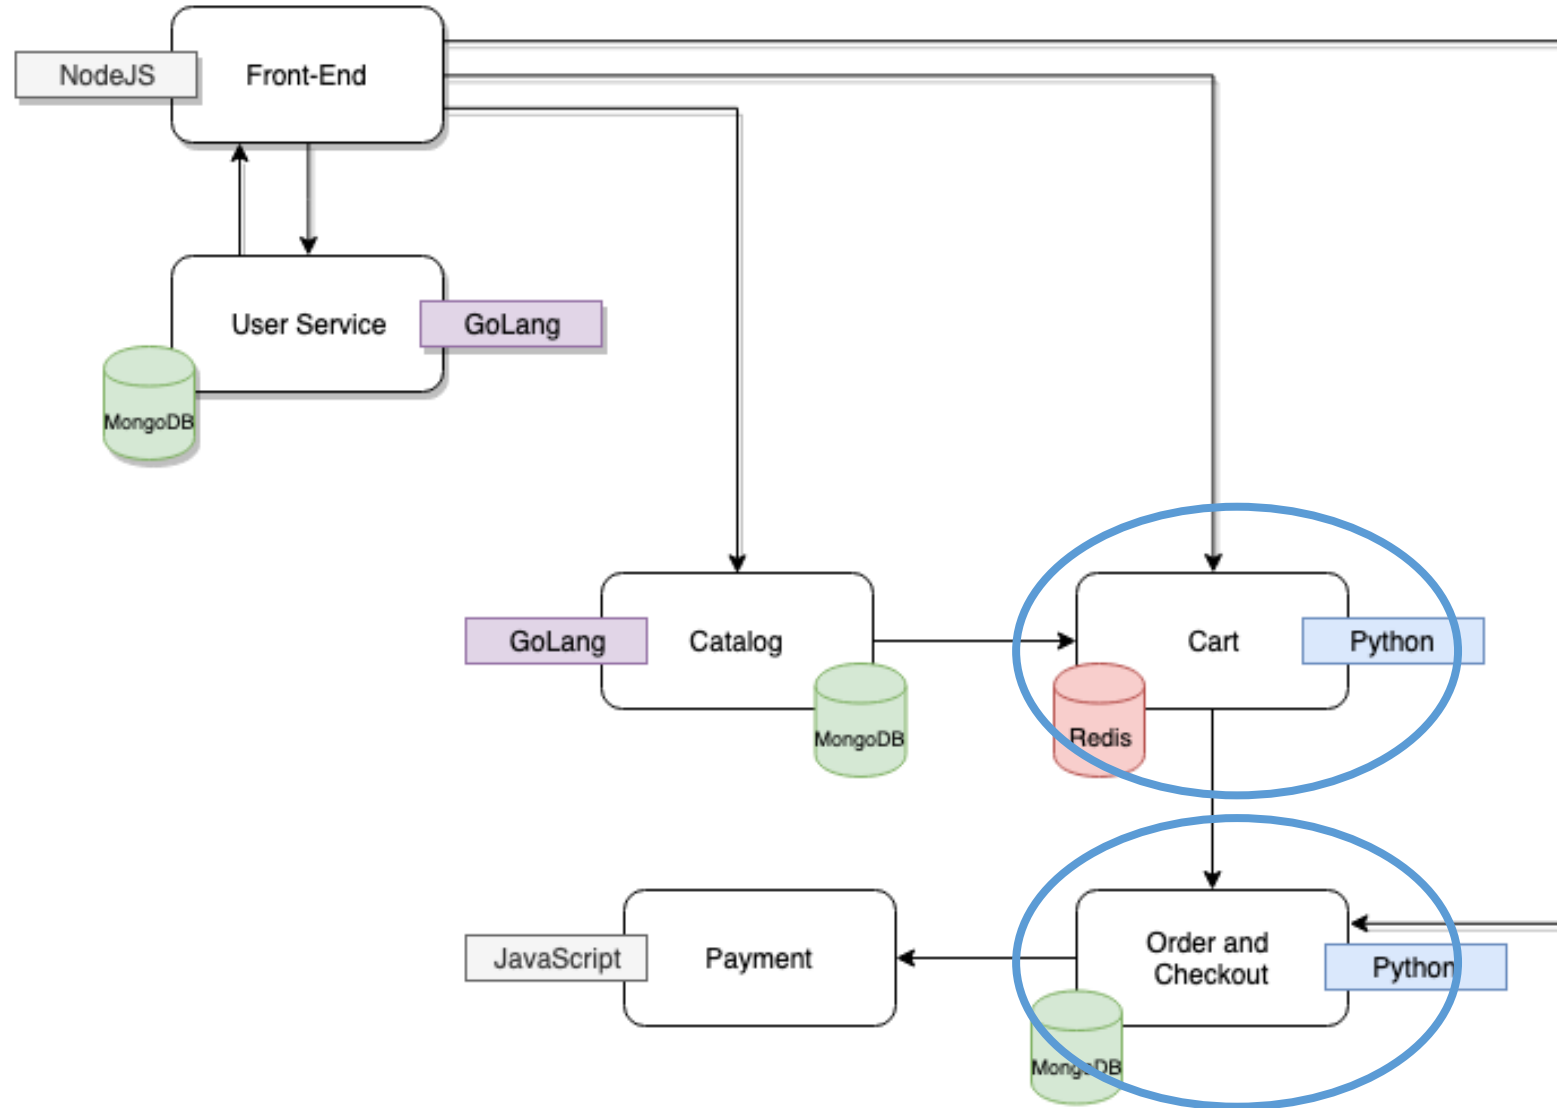 NodeJS
Front-End
User Service
GoLang
MongoDB
GoLang
Catalog
MongoDB
Cart
Python
Redis
JavaScript
Payment
Order and
Checkout
Python
MongoDB